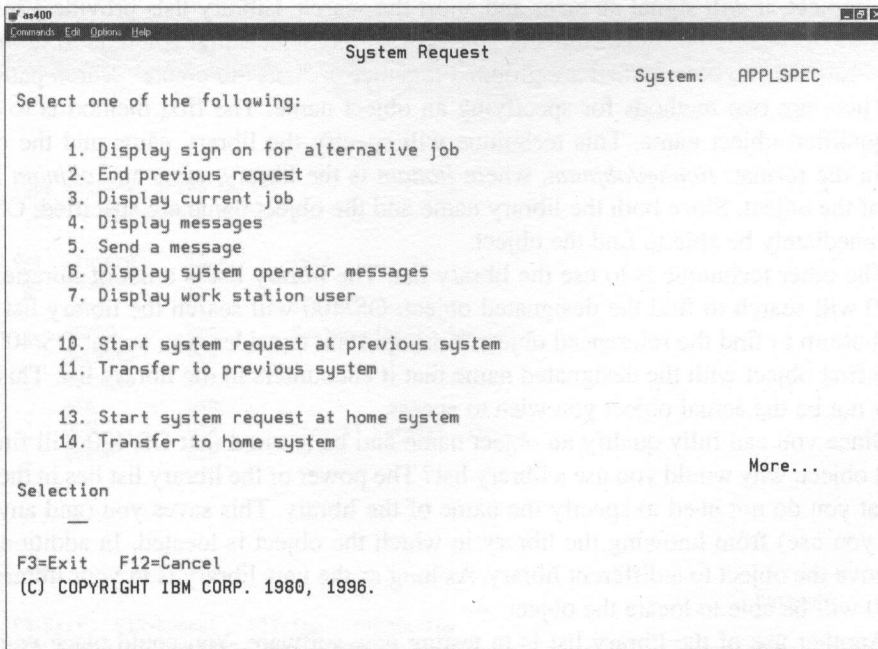 as400
Commands Edit Options Help
System Request
System: APPLSPEC
Select one of the following:
1. Display sign on for alternative job
2. End previous request
3. Display current job
4. Display messages
5. Send a message
6. Display system operator messages
7. Display work station user
10. Start system request at previous system
11. Transfer to previous system
13. Start system request at home system
14. Transfer to home system
More...
Selection
F3=Exit F12=Cancel
(C) COPYRIGHT IBM CORP. 1980, 1996.